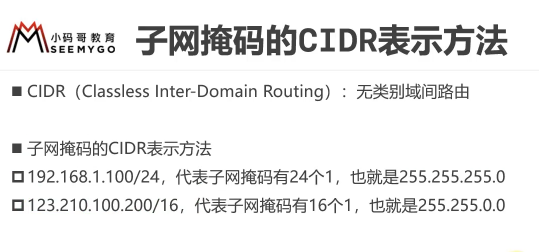 小码哥教育
SEEMYGO
子网掩码的CIDR表示方法
■ CIDR（Classless Inter-Domain Routing）：无类别域间路由
■ 子网掩码的CIDR表示方法
192.168.1.100/24，代表子网掩码有24个1，也就是255.255.255.0
123.210.100.200/16，代表子网掩码有16个1，也就是255.255.0.0